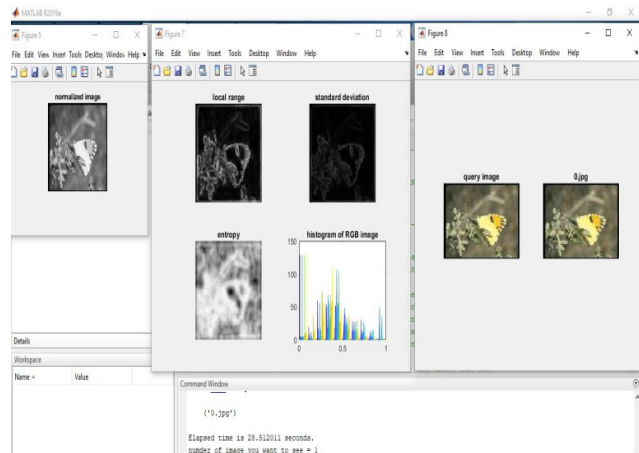 MATLAB R2019a
Figure 5
File Edit View Insert Tools Desktop Window Help
normalized image
Figure 7
File Edit View Insert Tools Desktop Window Help
local range
standard deviation
entropy
histogram of RGB image
150
100
50
0
0 0.5 1
Figure 8
File Edit View Insert Tools Desktop Window Help
query image
0.jpg
Details
Workspace
Name Value
Command Window
('0.jpg')
Elapsed time is 28.512011 seconds.
numder of image you want to see = 1